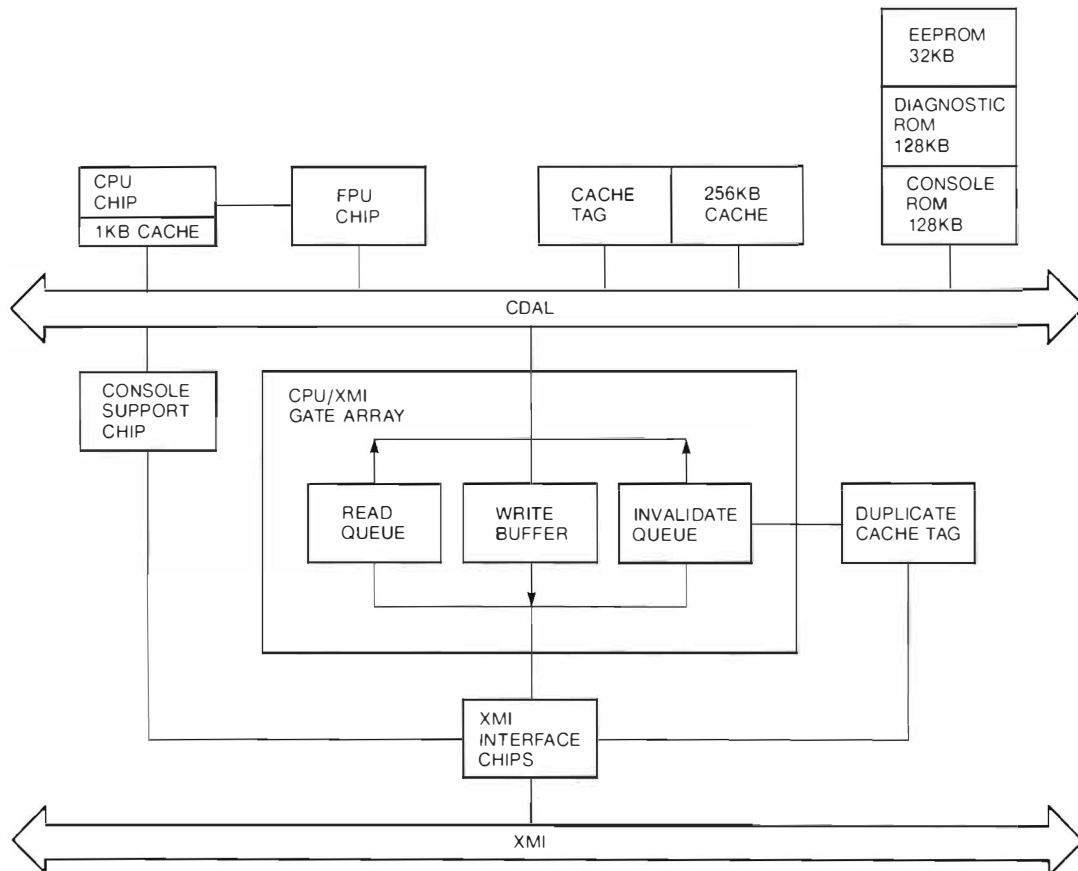 EEPROM
32KB
DIAGNOSTIC
ROM
128KB
CONSOLE
ROM
128KB
CPU
CHIP
1KB CACHE
FPU
CHIP
CACHE
TAG
256KB
CACHE
CDAL
CONSOLE
SUPPORT
CHIP
CPU/XMI
GATE ARRAY
READ
QUEUE
WRITE
BUFFER
INVALIDATE
QUEUE
DUPLICATE
CACHE TAG
XMI
INTERFACE
CHIPS
XMI